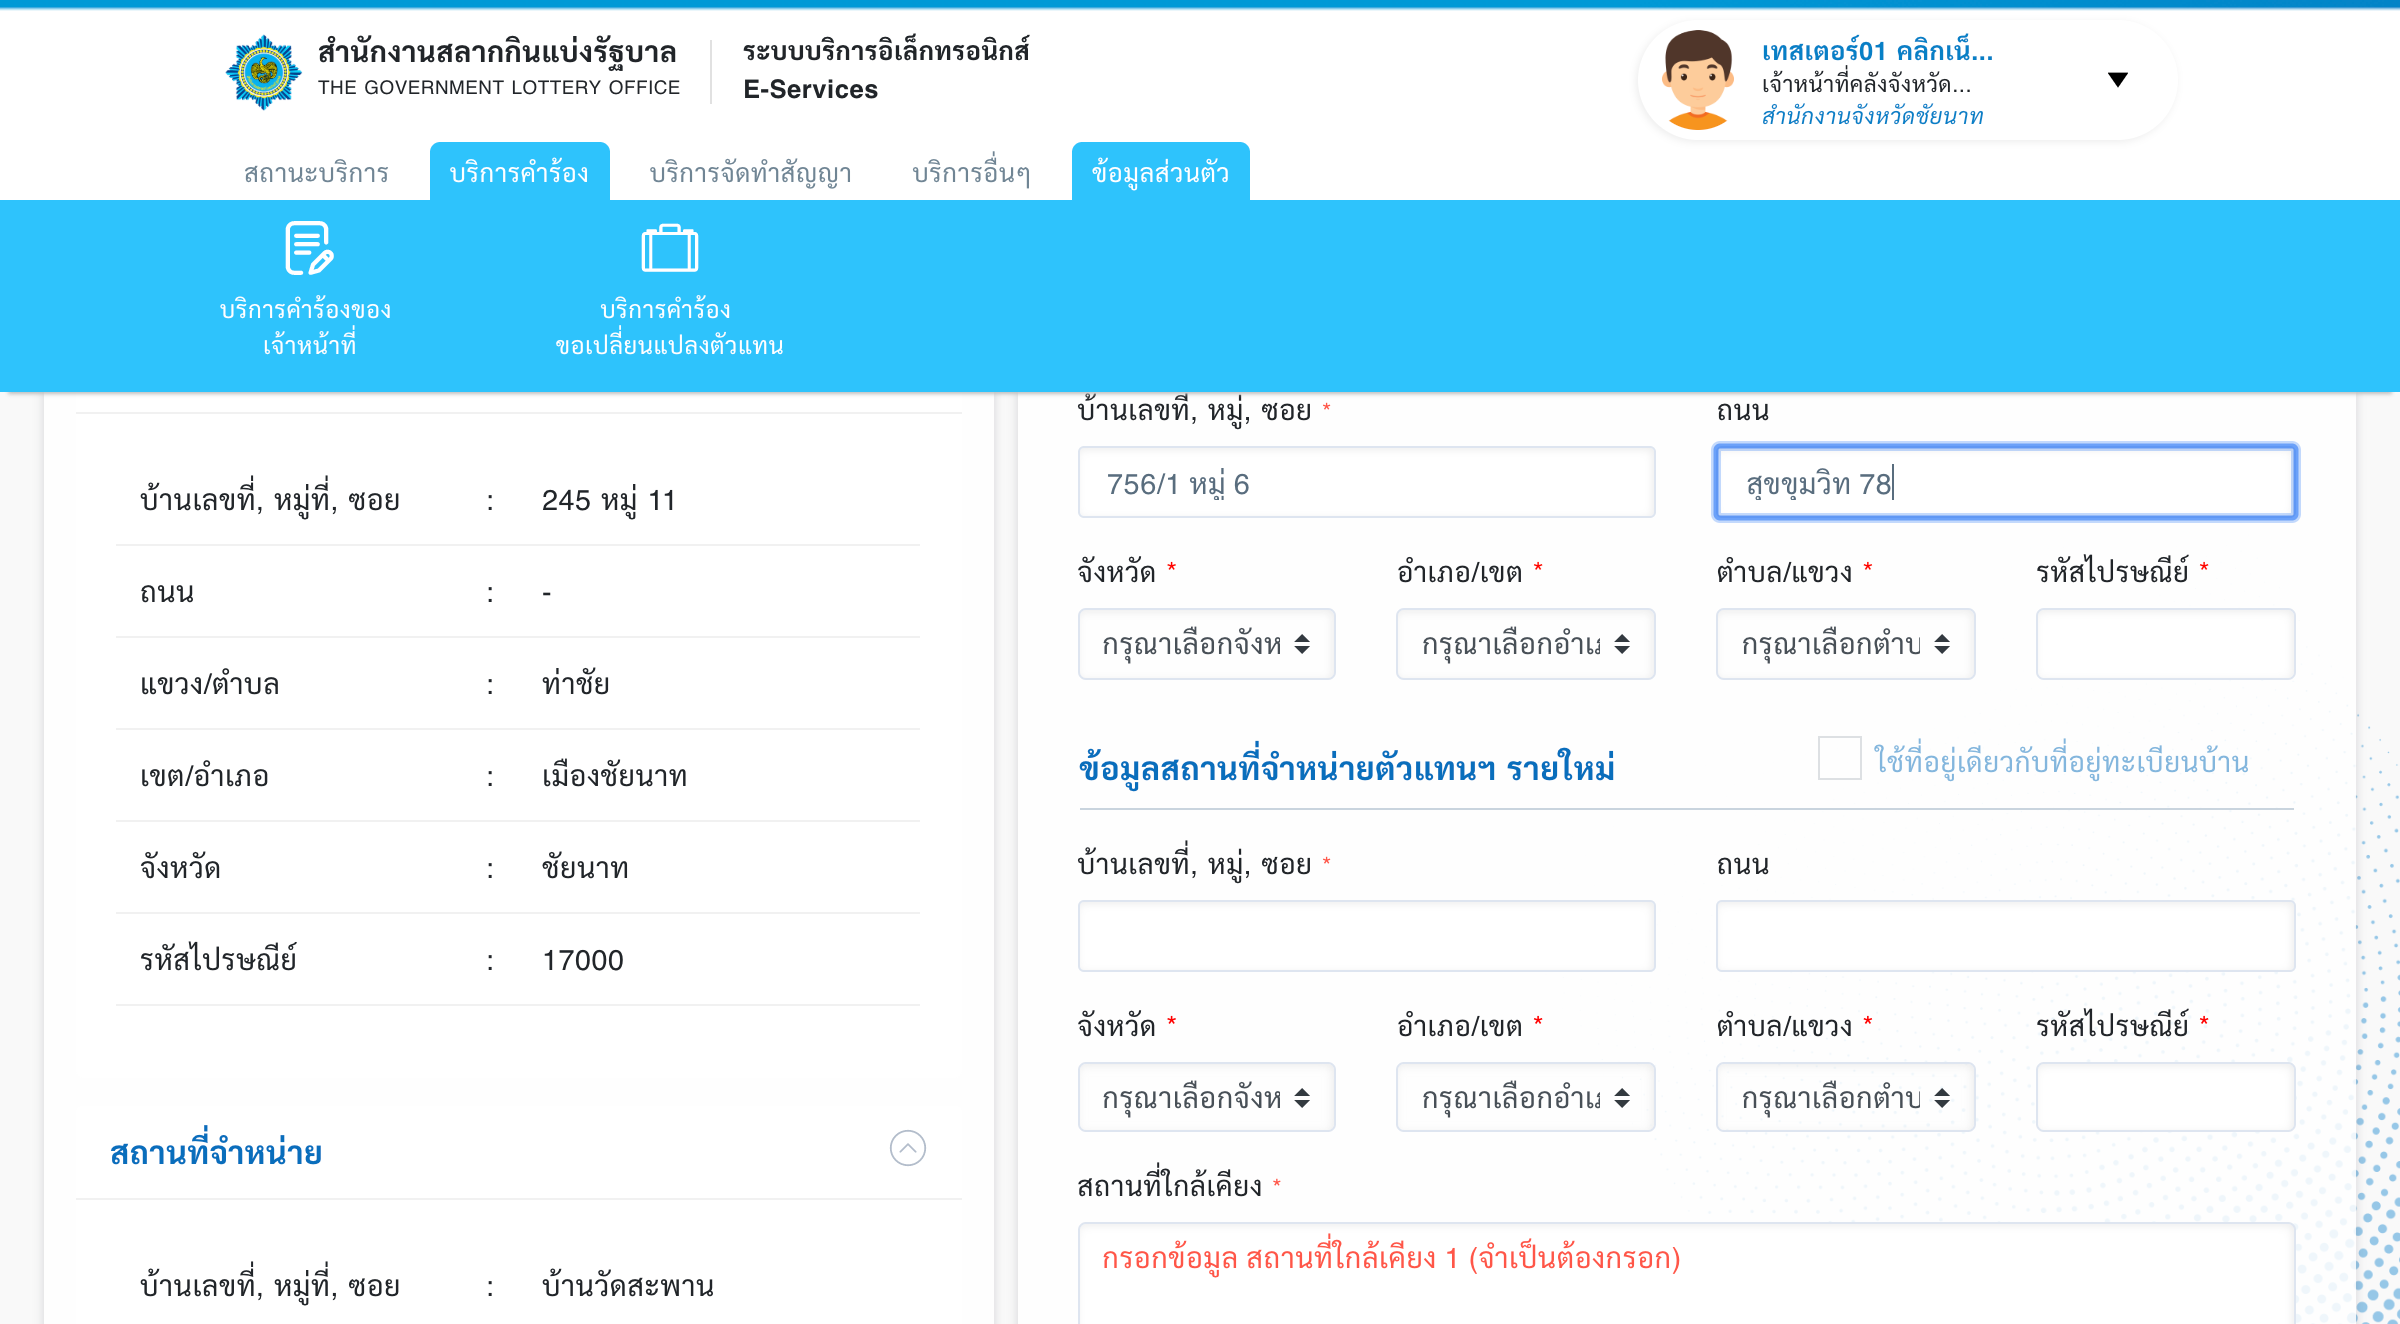 สำนักงานสลากกินแบ่งรัฐบาล
THE GOVERNMENT LOTTERY OFFICE
ระบบบริการอิเล็กทรอนิกส์
E-Services
เทสเตอร์01 คลิกเน็...
เจ้าหน้าที่คลังจังหวัด...
สำนักงานจังหวัดชัยนาท
สถานะบริการ
บริการคำร้อง
บริการจัดทำสัญญา
บริการอื่นๆ
ข้อมูลส่วนตัว
บริการคำร้องของ
เจ้าหน้าที่
บริการคำร้อง
ขอเปลี่ยนแปลงตัวแทน
บ้านเลขที่, หมู่ที่, ซอย : 245 หมู่ 11
ถนน : -
แขวง/ตำบล : ท่าชัย
เขต/อำเภอ : เมืองชัยนาท
จังหวัด : ชัยนาท
รหัสไปรษณีย์ : 17000
สถานที่จำหน่าย
บ้านเลขที่, หมู่ที่, ซอย : บ้านวัดสะพาน
บ้านเลขที่, หมู่, ซอย *
ถนน
756/1 หมู่ 6
สุขขุมวิท 78
จังหวัด *
อำเภอ/เขต *
ตำบล/แขวง *
รหัสไปรษณีย์ *
กรุณาเลือกจังห
กรุณาเลือกอำเภ
กรุณาเลือกตำบ
ข้อมูลสถานที่จำหน่ายตัวแทนฯ รายใหม่
ใช้ที่อยู่เดียวกับที่อยู่ทะเบียนบ้าน
บ้านเลขที่, หมู่, ซอย *
ถนน
จังหวัด *
อำเภอ/เขต *
ตำบล/แขวง *
รหัสไปรษณีย์ *
กรุณาเลือกจังห
กรุณาเลือกอำเภ
กรุณาเลือกตำบ
สถานที่ใกล้เคียง *
กรอกข้อมูล สถานที่ใกล้เคียง 1 (จำเป็นต้องกรอก)